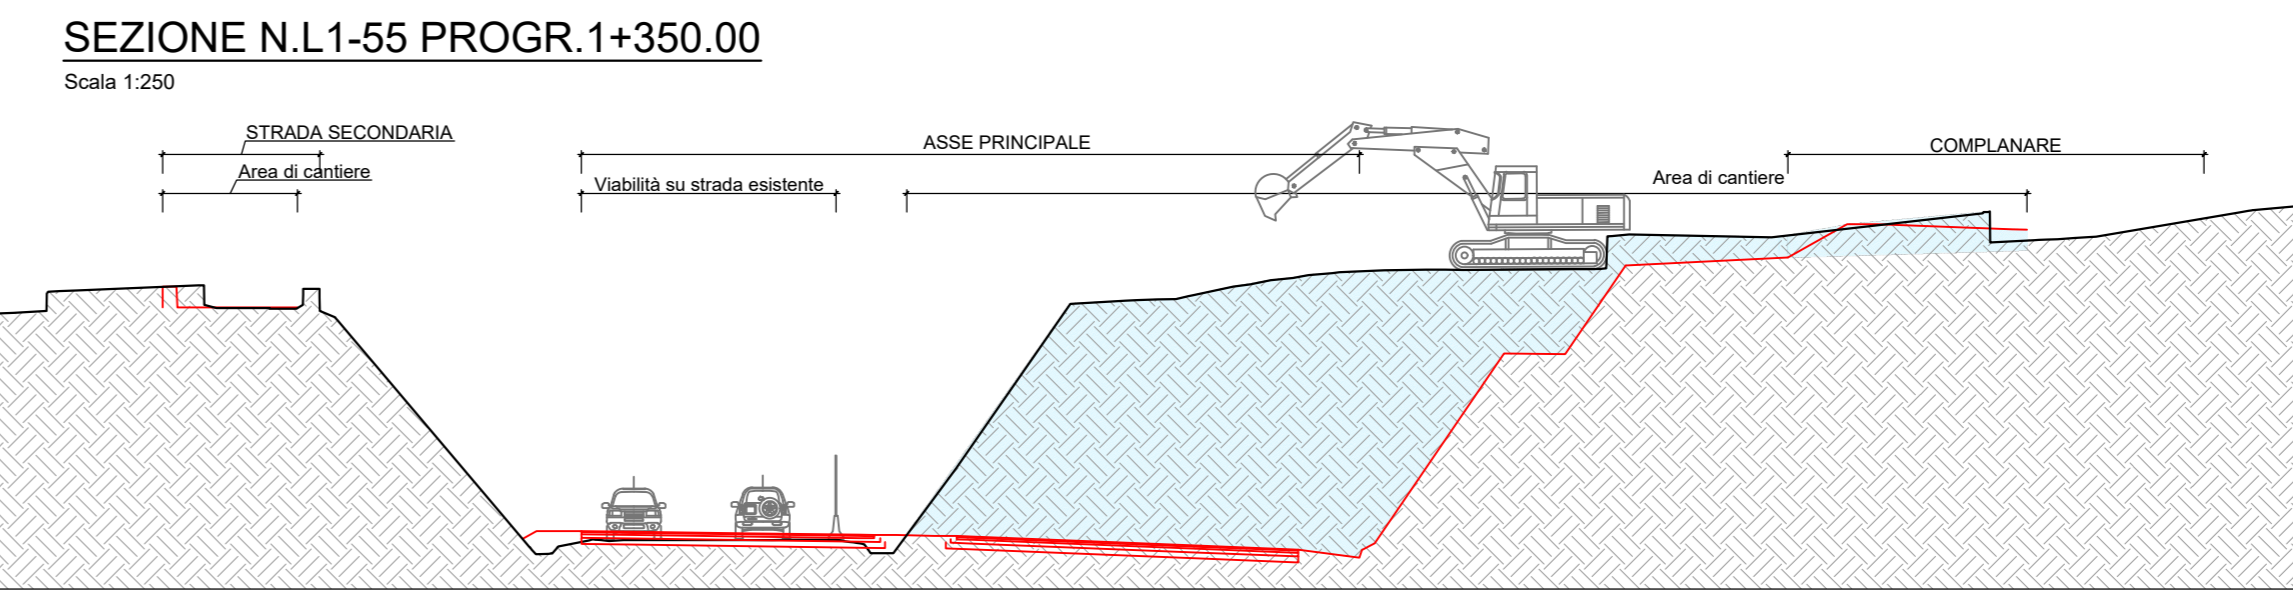 SEZIONE N.L1-55 PROGR.1+350.00
Scala 1:250
STRADA SECONDARIA
Area di cantiere
ASSE PRINCIPALE
Viabilità su strada esistente
Area di cantiere
COMPLANARE